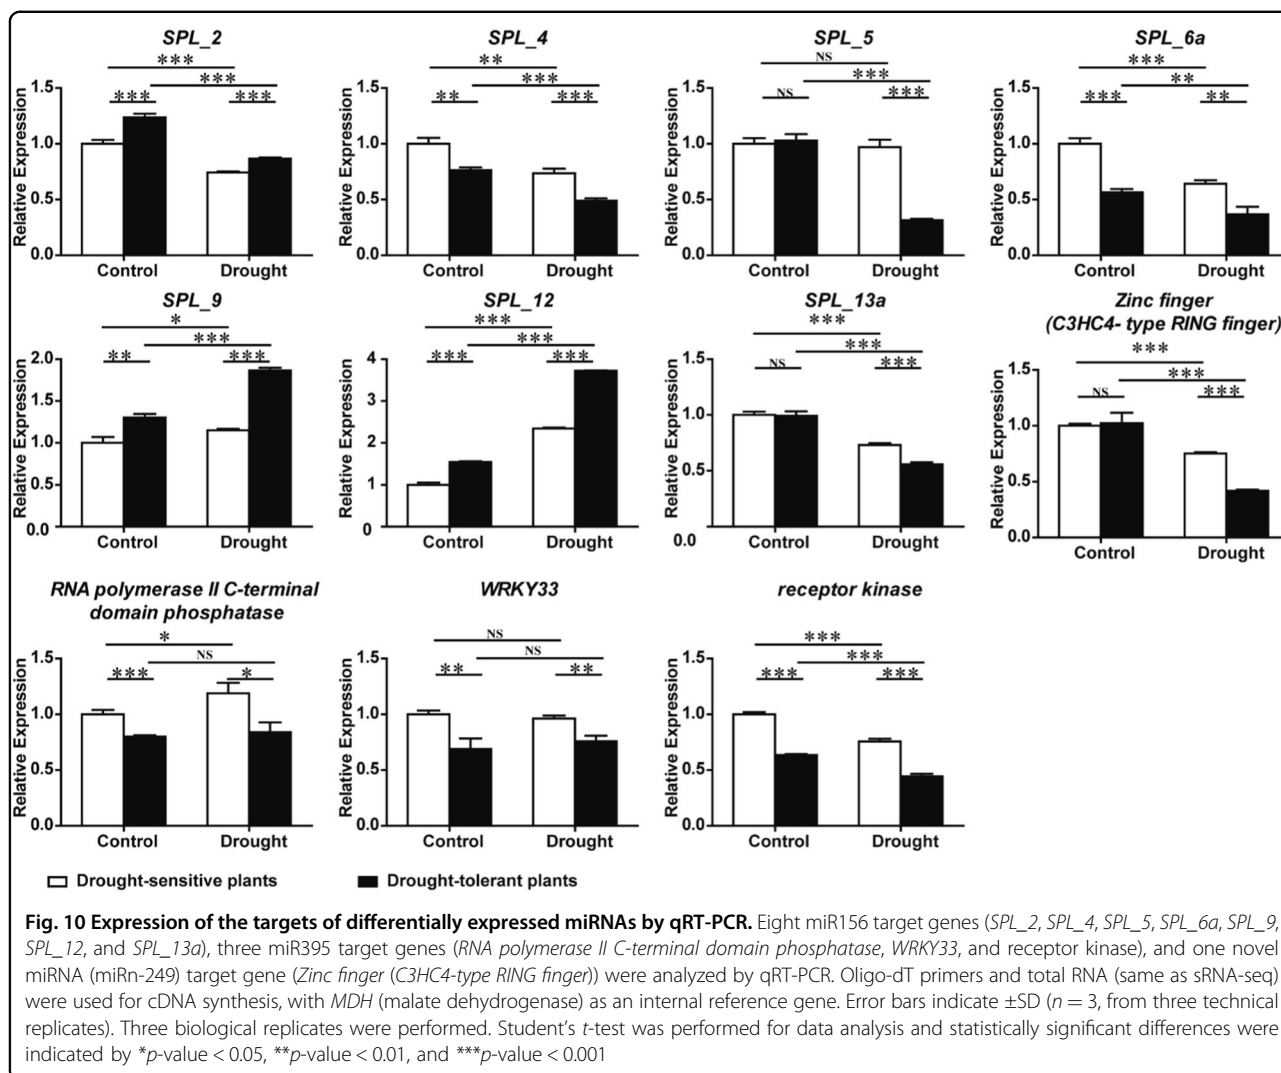 SPL_2
***
***
***
***
Relative Expression
1.5
1.0
0.5
0.0
Control
Drought
SPL_4
**
***
**
***
Relative Expression
1.5
1.0
0.5
0.0
Control
Drought
SPL_5
NS
***
NS
***
Relative Expression
1.5
1.0
0.5
0.0
Control
Drought
SPL_6a
***
**
***
**
Relative Expression
1.5
1.0
0.5
0.0
Control
Drought
SPL_9
*
***
**
***
Relative Expression
2.0
1.5
1.0
0.5
0.0
Control
Drought
SPL_12
***
***
***
***
Relative Expression
4
3
2
1
0
Control
Drought
SPL_13a
***
***
NS
***
Relative Expression
1.5
1.0
0.5
0.0
Control
Drought
Zinc finger
(C3HC4- type RING finger)
***
***
NS
***
Relative Expression
1.5
1.0
0.5
0.0
Control
Drought
RNA polymerase II C-terminal
domain phosphatase
*
NS
***
*
Relative Expression
1.5
1.0
0.5
0.0
Control
Drought
WRKY33
NS
NS
**
**
Relative Expression
1.5
1.0
0.5
0.0
Control
Drought
receptor kinase
***
***
***
***
Relative Expression
1.5
1.0
0.5
0.0
Control
Drought
Drought-sensitive plants
Drought-tolerant plants
Fig. 10 Expression of the targets of differentially expressed miRNAs by qRT-PCR. Eight miR156 target genes (SPL_2, SPL_4, SPL_5, SPL_6a, SPL_9,
SPL_12, and SPL_13a), three miR395 target genes (RNA polymerase II C-terminal domain phosphatase, WRKY33, and receptor kinase), and one novel
miRNA (miRn-249) target gene (Zinc finger (C3HC4-type RING finger)) were analyzed by qRT-PCR. Oligo-dT primers and total RNA (same as sRNA-seq)
were used for cDNA synthesis, with MDH (malate dehydrogenase) as an internal reference gene. Error bars indicate ±SD (n = 3, from three technical
replicates). Three biological replicates were performed. Student's t-test was performed for data analysis and statistically significant differences were
indicated by *p-value < 0.05, **p-value < 0.01, and ***p-value < 0.001